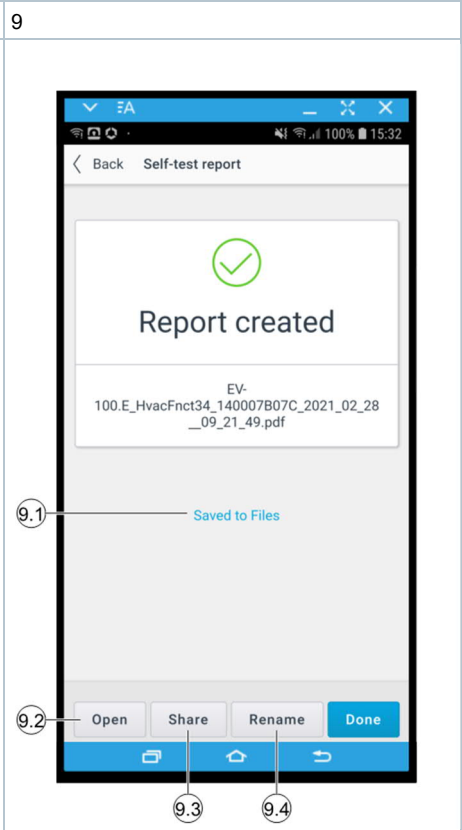 9
ΞA
100% 15:32
Back Self-test report
Report created
EV-
100.E_HvacFnct34_140007B07C_2021_02_28
__09_21_49.pdf
9.1
Saved to Files
9.2
Open Share Rename Done
9.3 9.4